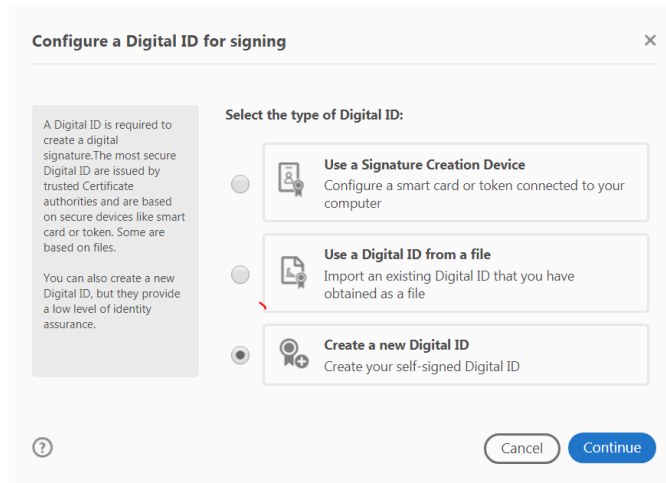 Configure a Digital ID for signing
A Digital ID is required to
create a digital
signature.The most secure
Digital ID are issued by
trusted Certificate
authorities and are based
on secure devices like smart
card or token. Some are
based on files.
You can also create a new
Digital ID, but they provide
a low level of identity
assurance.
Select the type of Digital ID:
Use a Signature Creation Device
Configure a smart card or token connected to your
computer
Use a Digital ID from a file
Import an existing Digital ID that you have
obtained as a file
Create a new Digital ID
Create your self-signed Digital ID
?
Cancel
Continue